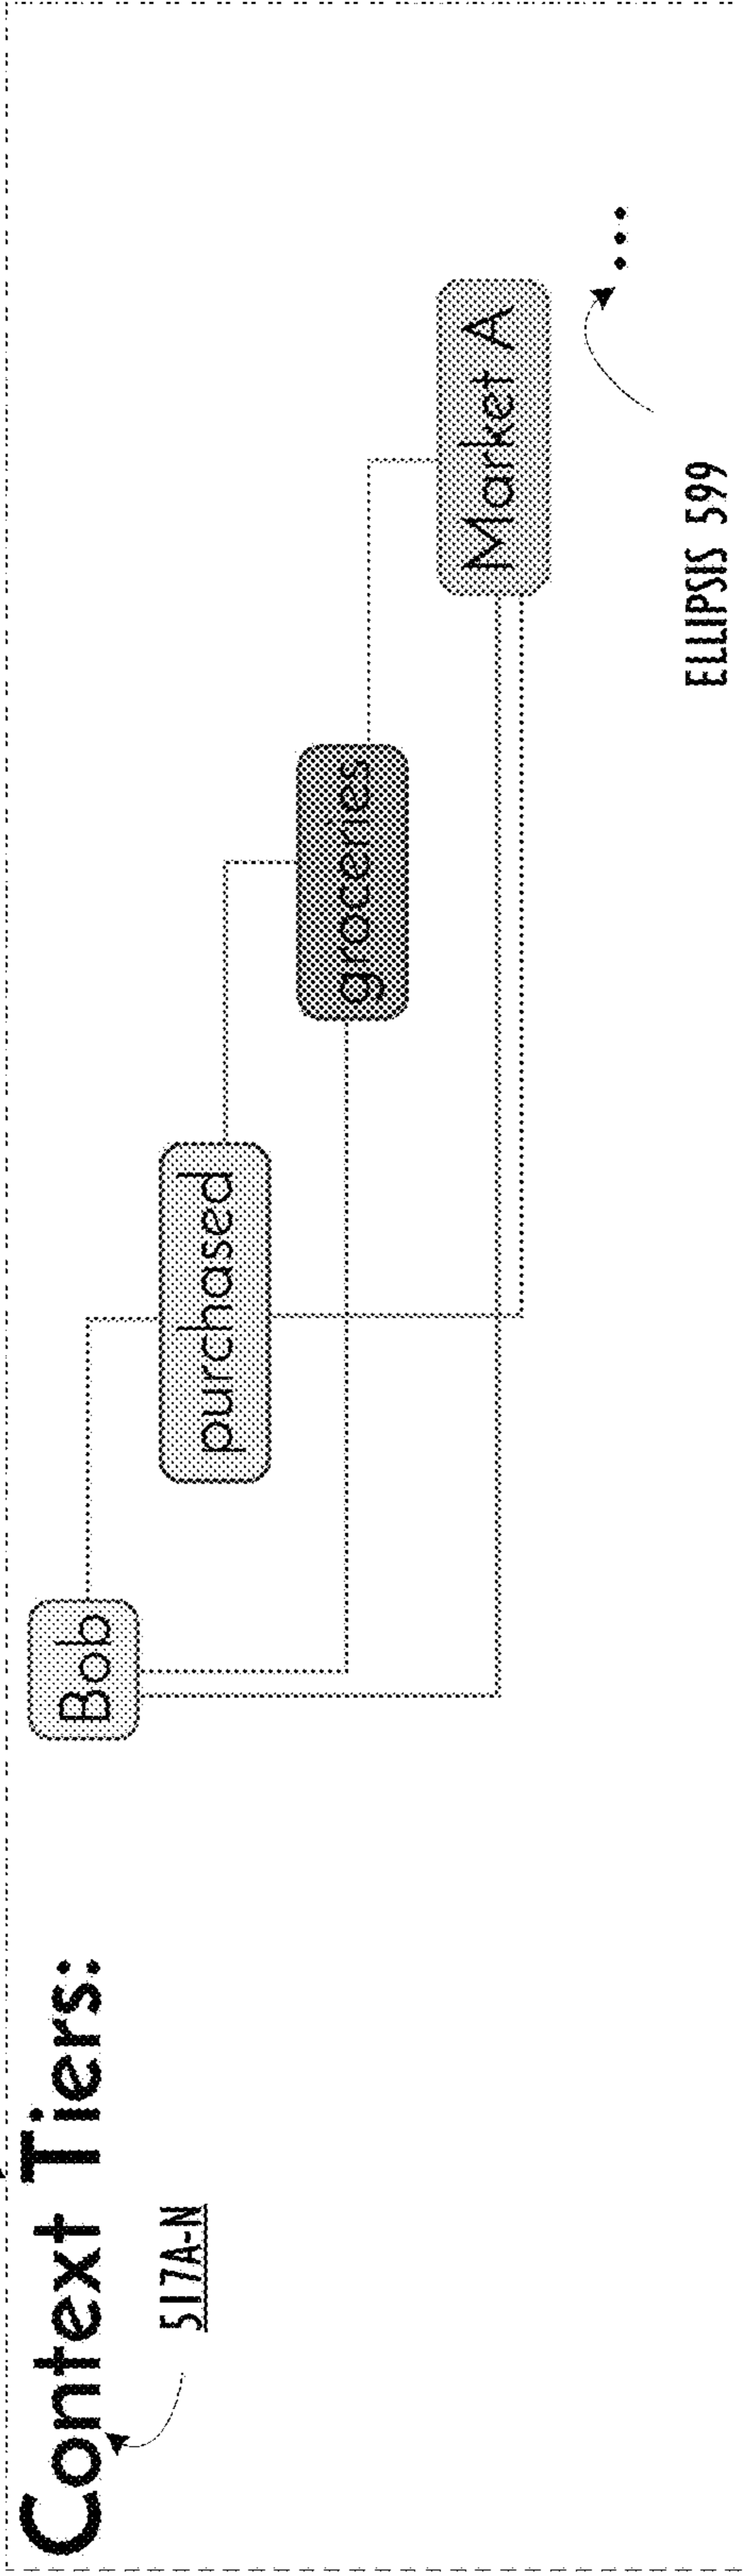 Context Tiers:
517A-N
Bob
purchased
groceries
Market A
...
ELLIPSIS 599